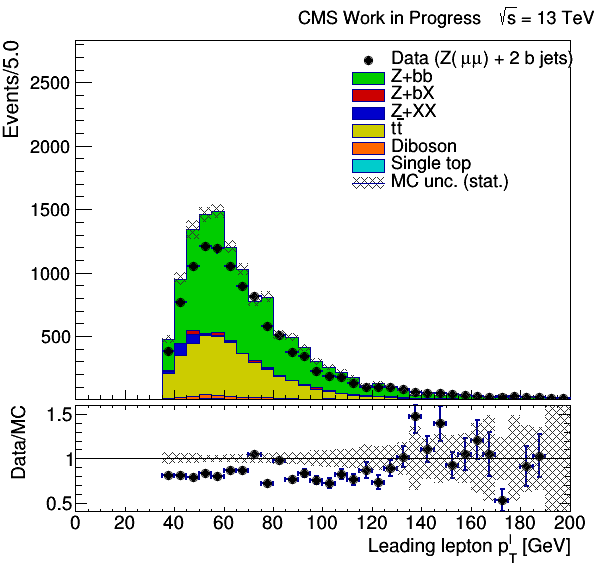 CMS Work in Progress √s = 13 TeV
Events/5.0
2500
2000
1500
1000
500
Data (Z(μμ) + 2 b jets)
Z+bb
Z+bX
Z+XX
tt̄
Diboson
Single top
MC unc. (stat.)
Data/MC
1.5
1
0.5
0 20 40 60 80 100 120 140 160 180 200
Leading lepton p_T^l [GeV]